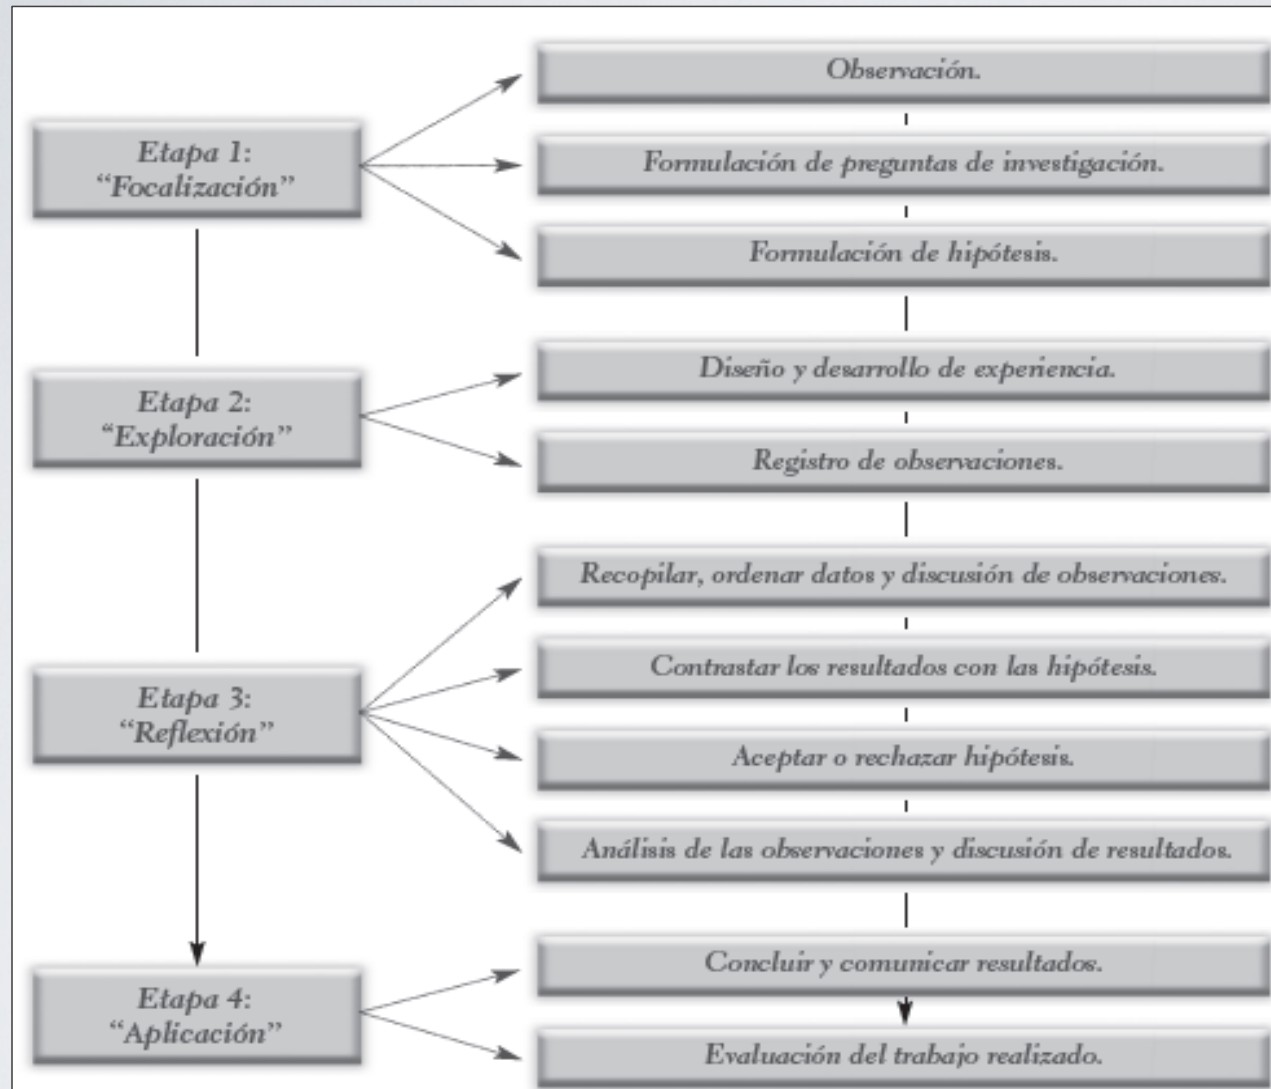 Etapa 1:
“Focalización”
Observación.
Formulación de preguntas de investigación.
Formulación de hipótesis.
Etapa 2:
“Exploración”
Diseño y desarrollo de experiencia.
Registro de observaciones.
Etapa 3:
“Reflexión”
Recopilar, ordenar datos y discusión de observaciones.
Contrastar los resultados con las hipótesis.
Aceptar o rechazar hipótesis.
Análisis de las observaciones y discusión de resultados.
Etapa 4:
“Aplicación”
Concluir y comunicar resultados.
Evaluación del trabajo realizado.